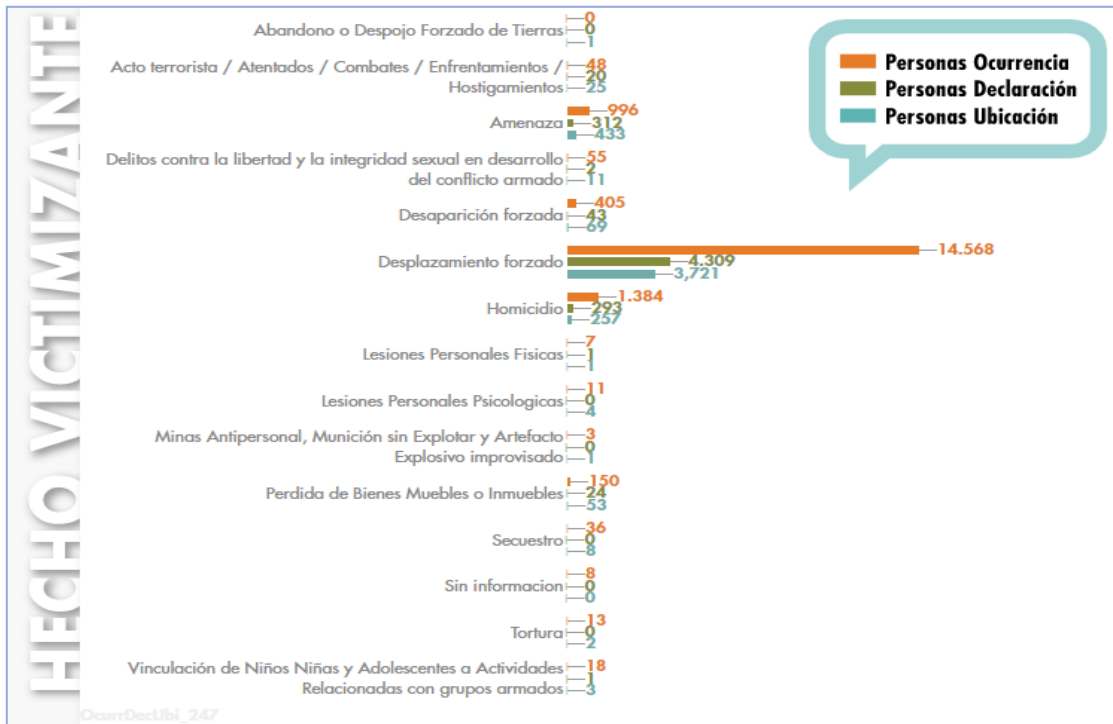 HECHO VICTIMIZANTE
Personas Ocurrencia
Personas Declaración
Personas Ubicación
Abandono o Despojo Forzado de Tierras
0
0
1
Acto terrorista / Atentados / Combates / Enfrentamientos /
Hostigamientos
48
20
25
Amenaza
996
312
433
Delitos contra la libertad y la integridad sexual en desarrollo
del conflicto armado
55
2
11
Desaparición forzada
405
43
69
Desplazamiento forzado
14.568
4.309
3,721
Homicidio
1.384
293
257
Lesiones Personales Fisicas
7
1
1
Lesiones Personales Psicologicas
11
0
4
Minas Antipersonal, Munición sin Explotar y Artefacto
Explosivo improvisado
3
0
1
Perdida de Bienes Muebles o Inmuebles
150
24
53
Secuestro
36
0
8
Sin informacion
8
0
0
Tortura
13
0
2
Vinculación de Niños Niñas y Adolescentes a Actividades
Relacionadas con grupos armados
18
1
3
OcurrDecUbi_247